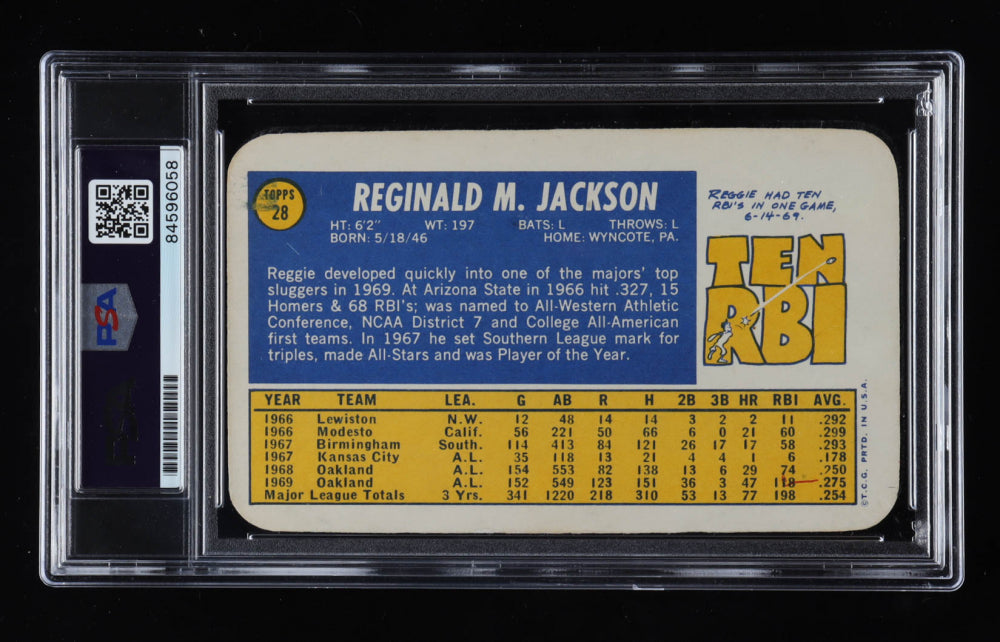 84596058
PSA
TOPPS
28
REGINALD M. JACKSON
HT: 6'2" WT: 197 BATS: L THROWS: L
BORN: 5/18/46 HOME: WYNCOTE, PA.
Reggie developed quickly into one of the majors' top
sluggers in 1969. At Arizona State in 1966 hit .327, 15
Homers & 68 RBI's; was named to All-Western Athletic
Conference, NCAA District 7 and College All-American
first teams. In 1967 he set Southern League mark for
triples, made All-Stars and was Player of the Year.
REGGIE HAD TEN
RBI'S IN ONE GAME,
6-14-69.
TEN
RBI
YEAR TEAM LEA. G AB R H 2B 3B HR RBI AVG.
1966 Lewiston N.W. 12 48 14 14 3 2 2 11 .292
1966 Modesto Calif. 56 221 50 66 6 0 21 60 .299
1967 Birmingham South. 114 413 84 121 26 17 17 58 .293
1967 Kansas City A.L. 35 118 13 21 4 4 1 6 .178
1968 Oakland A.L. 154 553 82 138 13 6 29 74 .250
1969 Oakland A.L. 152 549 123 151 36 3 47 118 .275
Major League Totals 3 Yrs. 341 1220 218 310 53 13 77 198 .254
©T.C.G. PRTD. IN U.S.A.